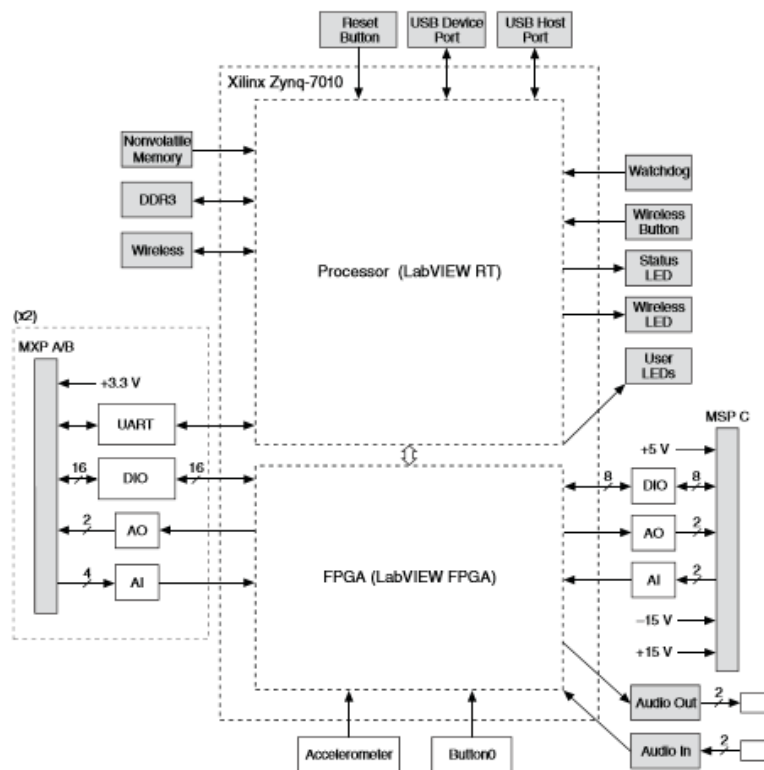 Reset
Button
USB Device
Port
USB Host
Port
Xilinx Zynq-7010
Nonvolatile
Memory
DDR3
Wireless
Processor (LabVIEW RT)
Watchdog
Wireless
Button
Status
LED
Wireless
LED
User
LEDs
(x2)
MXP A/B
+3.3 V
UART
16
DIO
16
2
AO
4
AI
FPGA (LabVIEW FPGA)
MSP C
+5 V
8
DIO
8
AO
2
AI
2
–15 V
+15 V
Audio Out
2
Audio In
2
Accelerometer
Button0